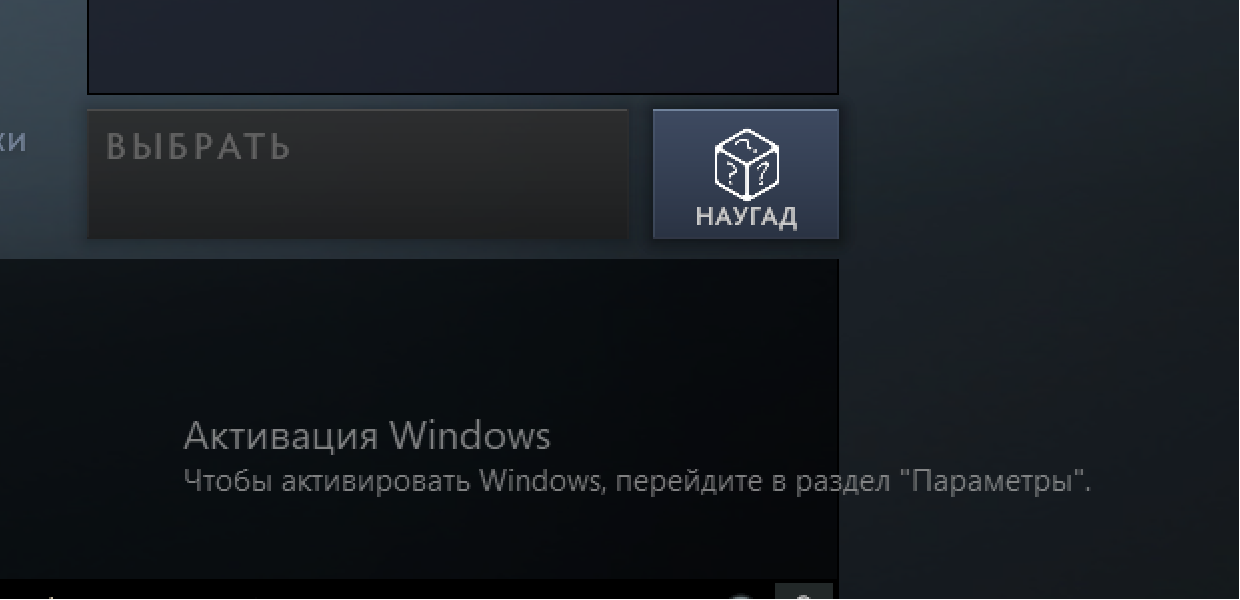 ВЫБРАТЬ
НАУГАД
Активация Windows
Чтобы активировать Windows, перейдите в раздел "Параметры".